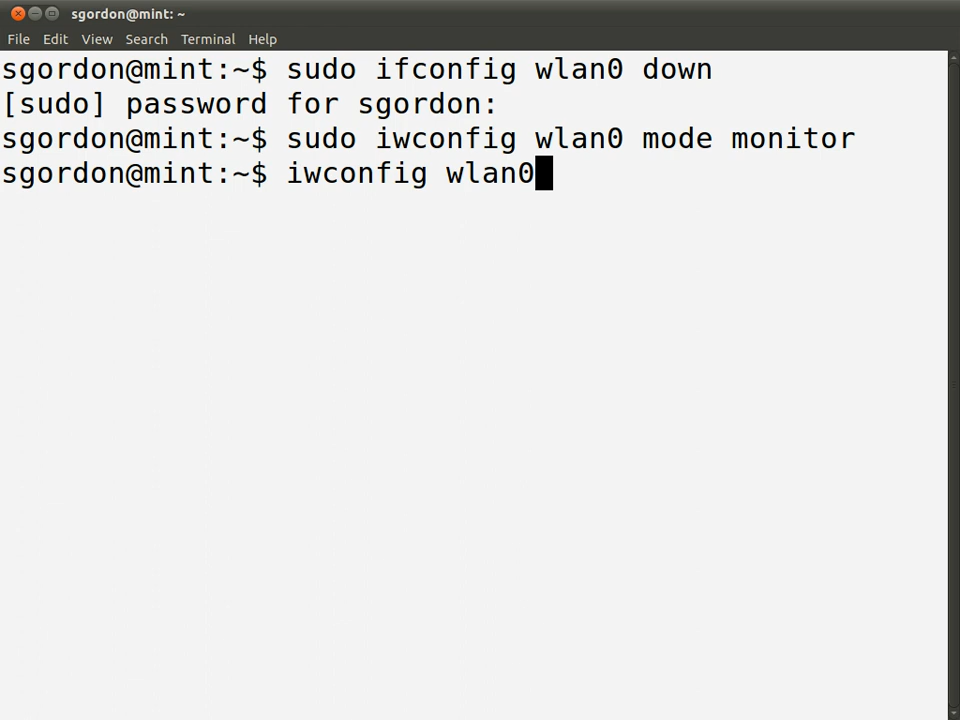 sgordon@mint: ~
File Edit View Search Terminal Help
sgordon@mint:~$ sudo ifconfig wlan0 down
[sudo] password for sgordon:
sgordon@mint:~$ sudo iwconfig wlan0 mode monitor
sgordon@mint:~$ iwconfig wlan0